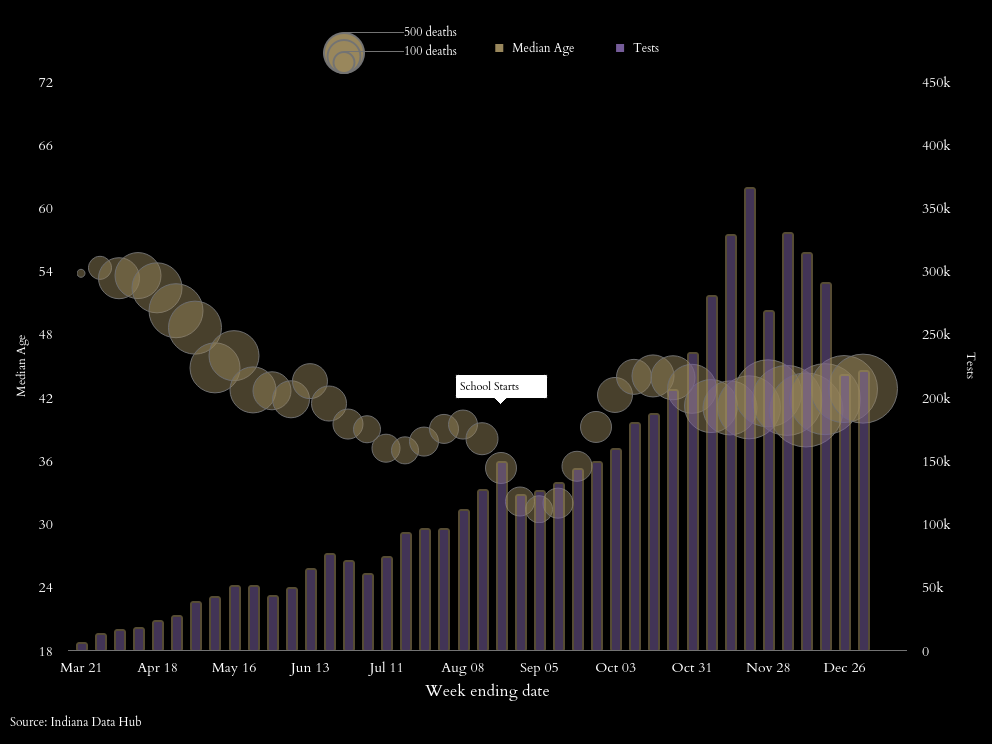 500 deaths
100 deaths
Median Age
Tests
72
66
60
54
48
42
36
30
24
18
Median Age
450k
400k
350k
300k
250k
200k
150k
100k
50k
0
Tests
School Starts
Mar 21
Apr 18
May 16
Jun 13
Jul 11
Aug 08
Sep 05
Oct 03
Oct 31
Nov 28
Dec 26
Week ending date
Source: Indiana Data Hub